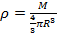 ρ = M / (4/3 πR³)